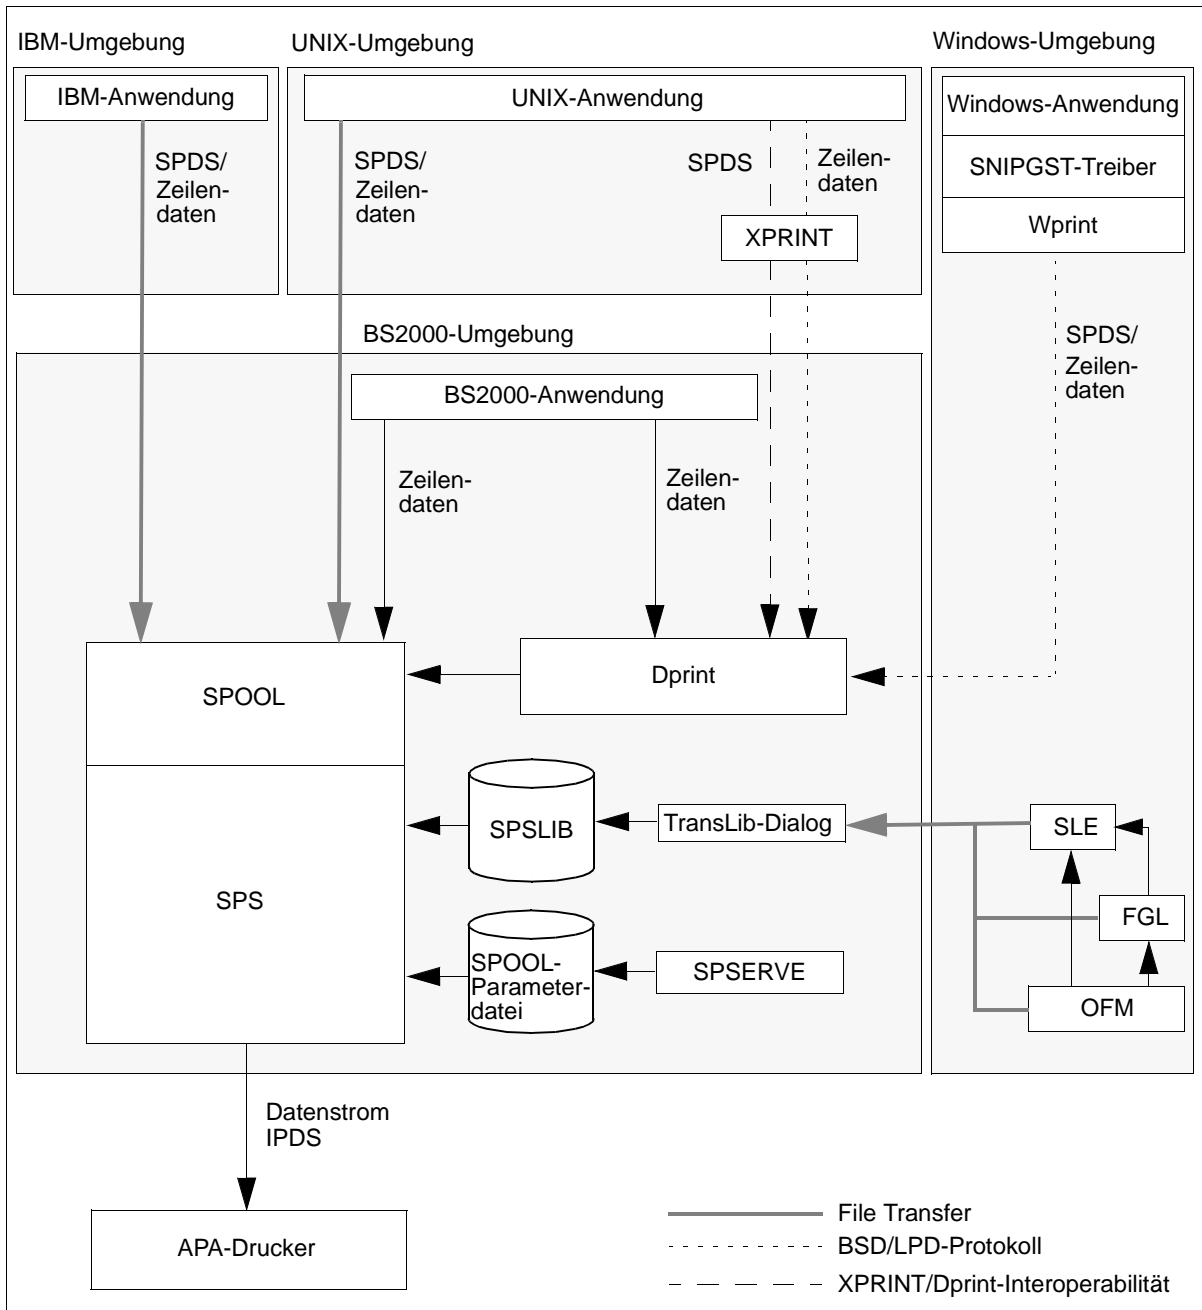 IBM-Umgebung
UNIX-Umgebung
Windows-Umgebung
IBM-Anwendung
UNIX-Anwendung
Windows-Anwendung
SNIPGST-Treiber
Wprint
SPDS/
Zeilen-
daten
SPDS/
Zeilen-
daten
SPDS
Zeilen-
daten
XPRINT
SPDS/
Zeilen-
daten
BS2000-Umgebung
BS2000-Anwendung
Zeilen-
daten
Zeilen-
daten
SPOOL
Dprint
SPS
SPSLIB
TransLib-Dialog
SLE
FGL
OFM
SPOOL-
Parameter-
datei
SPSERVE
Datenstrom
IPDS
APA-Drucker
File Transfer
BSD/LPD-Protokoll
XPRINT/Dprint-Interoperabilität